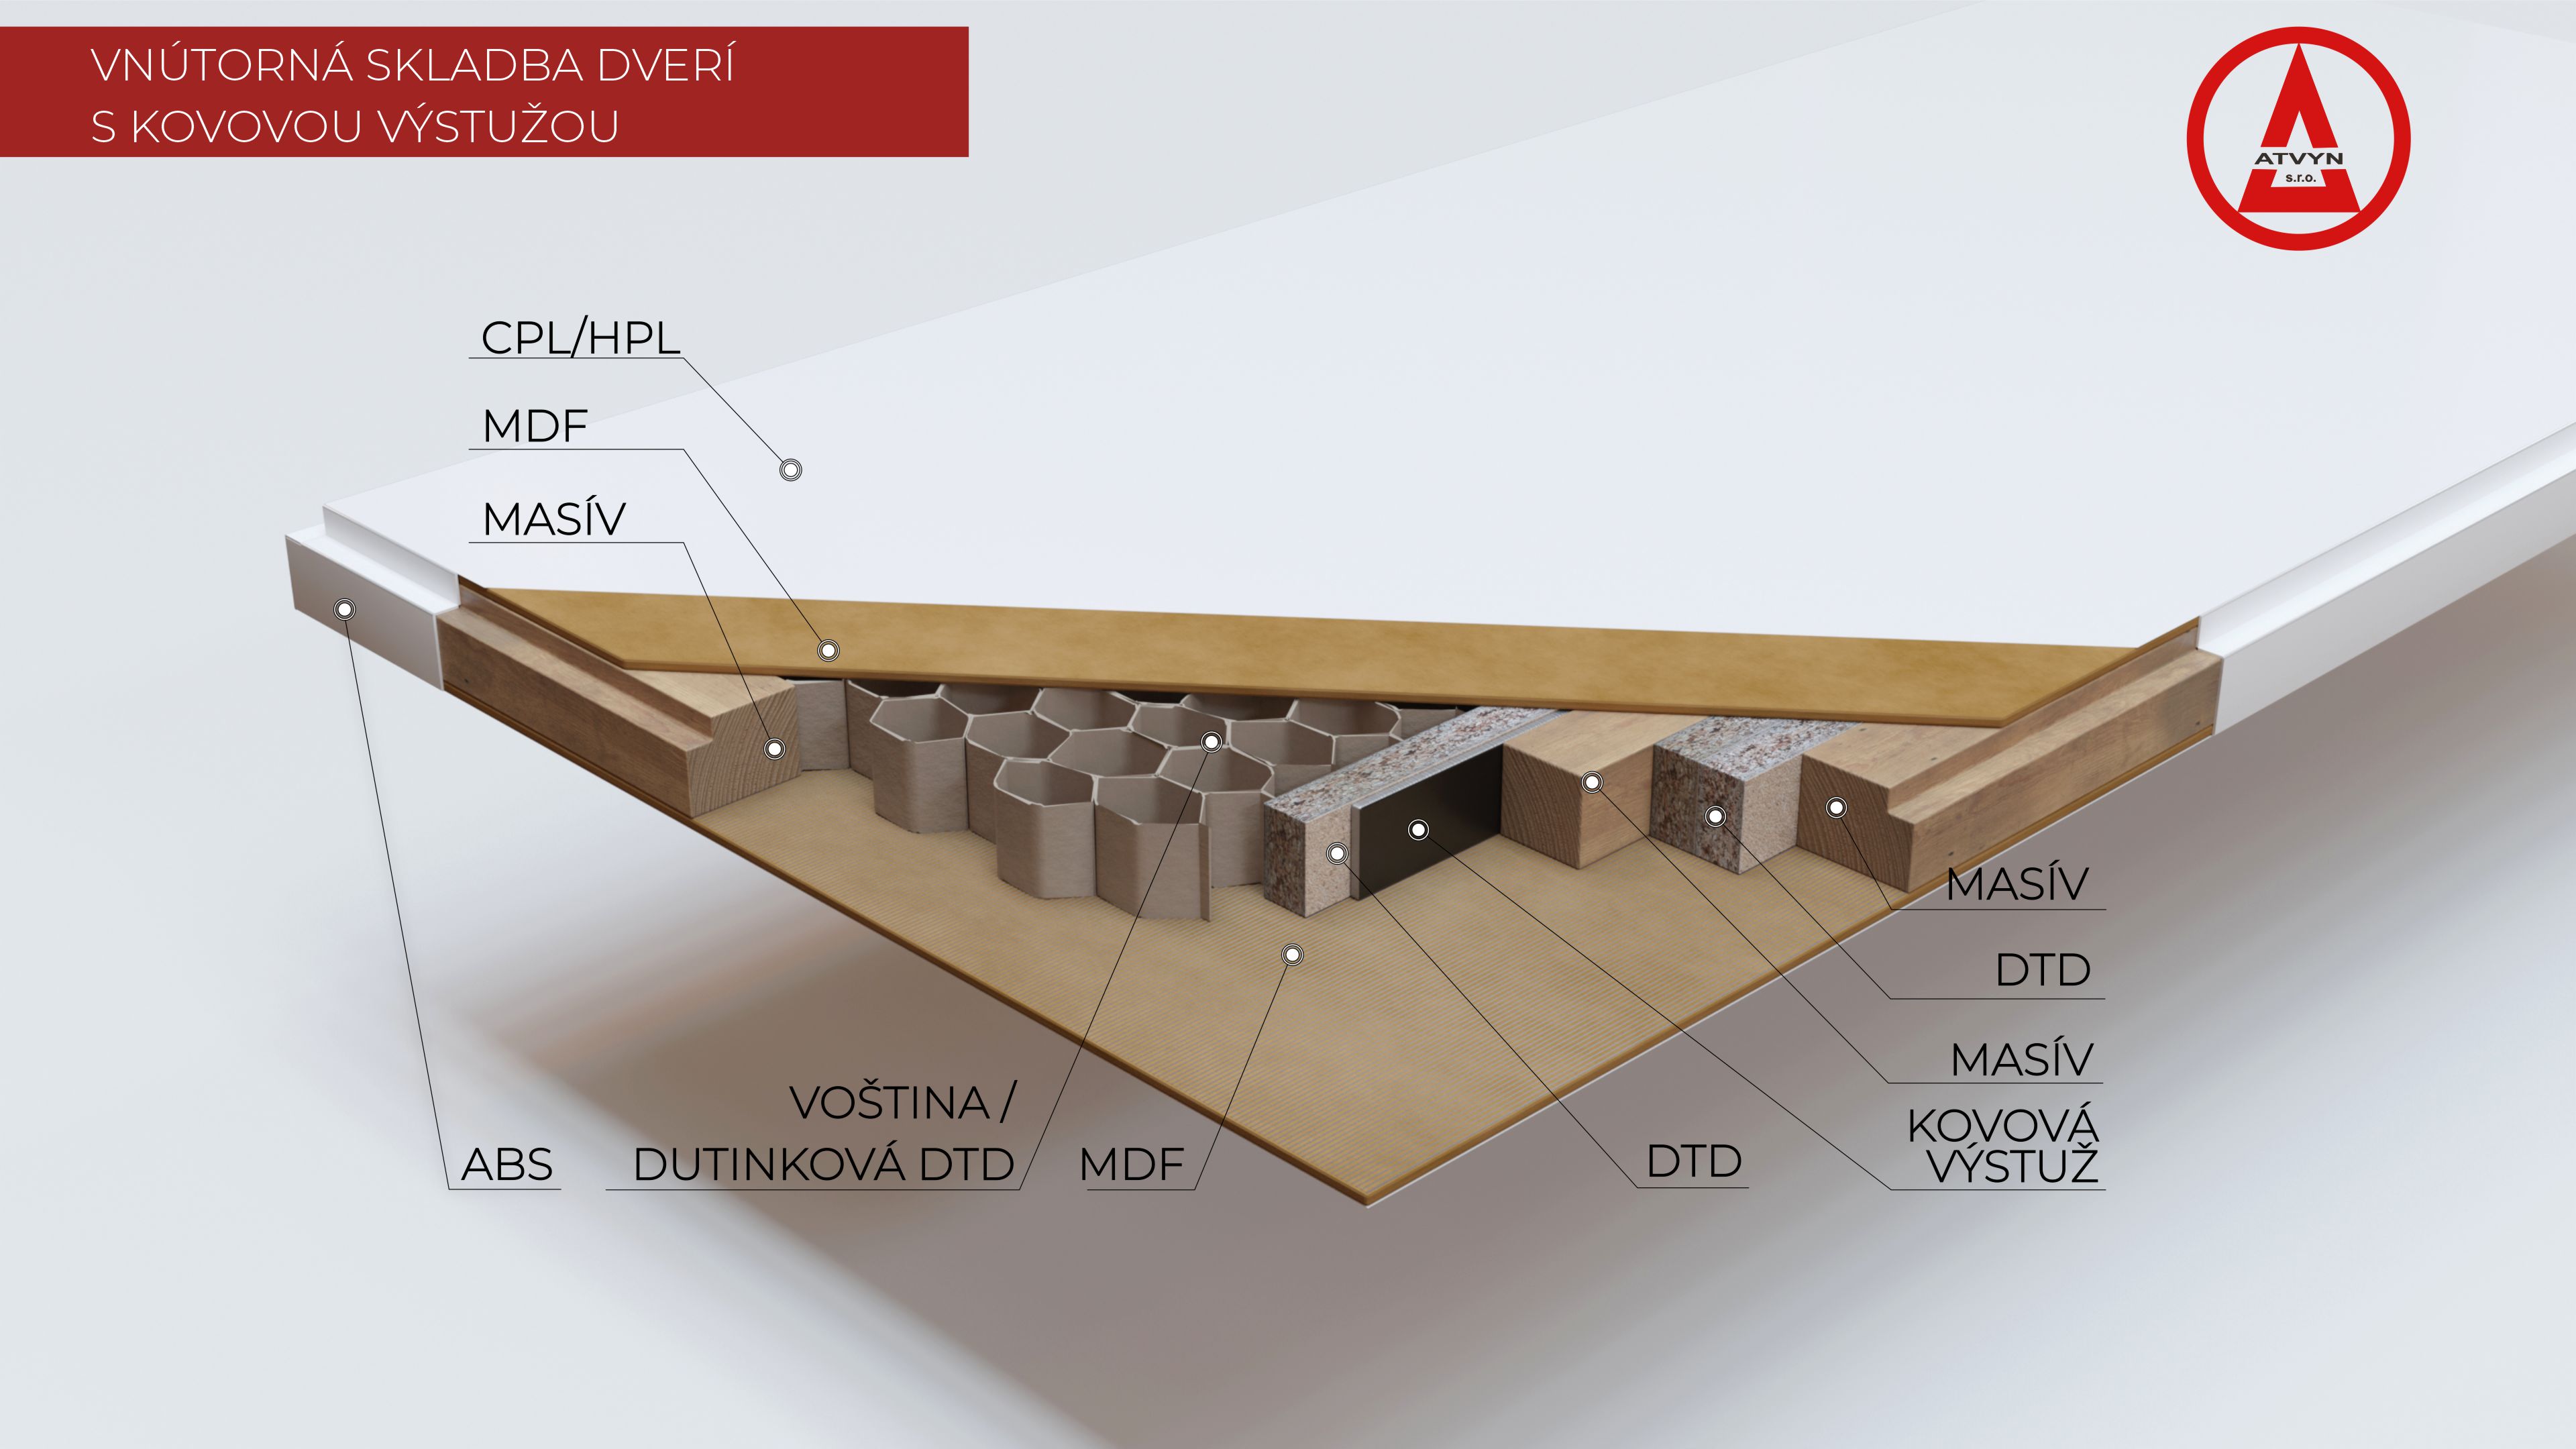 VNÚTORNÁ SKLADBA DVERÍ
S KOVOVOU VÝSTUŽOU
ATVYN
s.r.o.
CPL/HPL
MDF
MASÍV
MASÍV
DTD
MASÍV
KOVOVÁ
VÝSTUŽ
DTD
MDF
VOŠTINA /
DUTINKOVÁ DTD
ABS